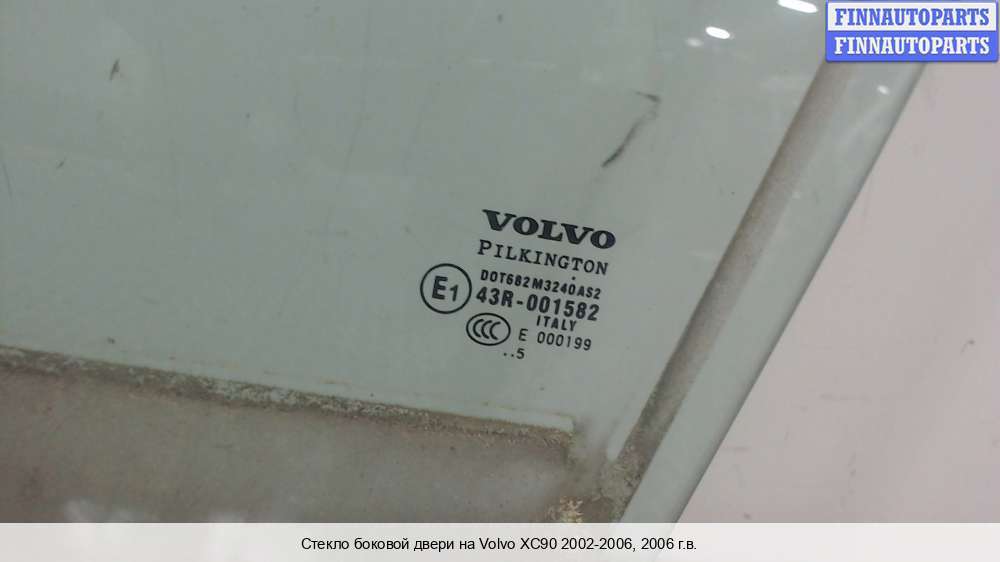 FINNAUTOPARTS
FINNAUTOPARTS
VOLVO
PILKINGTON
DOT682M3240AS2
E1
43R-001582
ITALY
CCC
E 000199
..5
Стекло боковой двери на Volvo XC90 2002-2006, 2006 г.в.